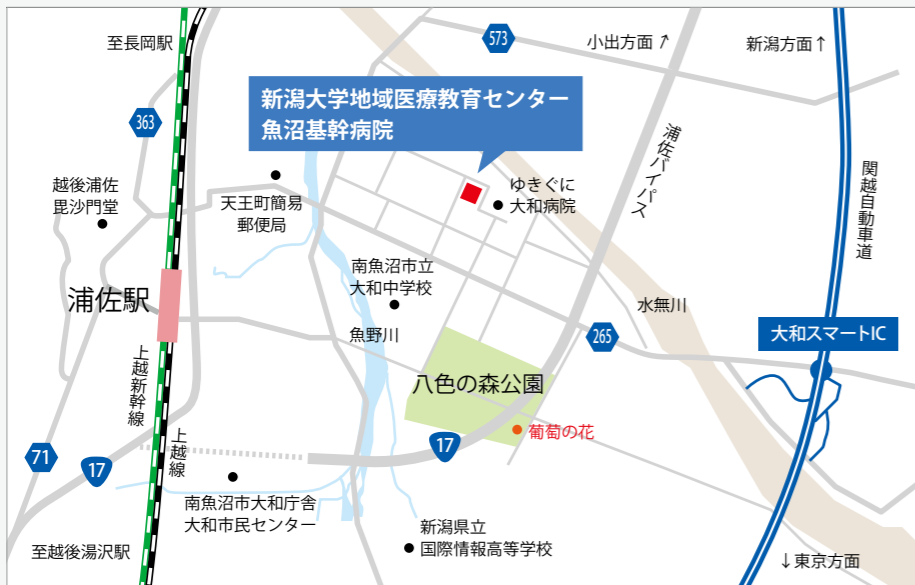 至長岡駅
573
小出方面↗
新潟方面↑
新潟大学地域医療教育センター
魚沼基幹病院
363
浦佐バイパス
関越自動車道
越後浦佐
毘沙門堂
天王町簡易
郵便局
ゆきぐに
大和病院
南魚沼市立
大和中学校
浦佐駅
魚野川
水無川
265
大和スマートIC
上越新幹線
上越線
八色の森公園
葡萄の花
71
17
17
南魚沼市大和庁舎
大和市民センター
新潟県立
国際情報高等学校
至越後湯沢駅
↓東京方面